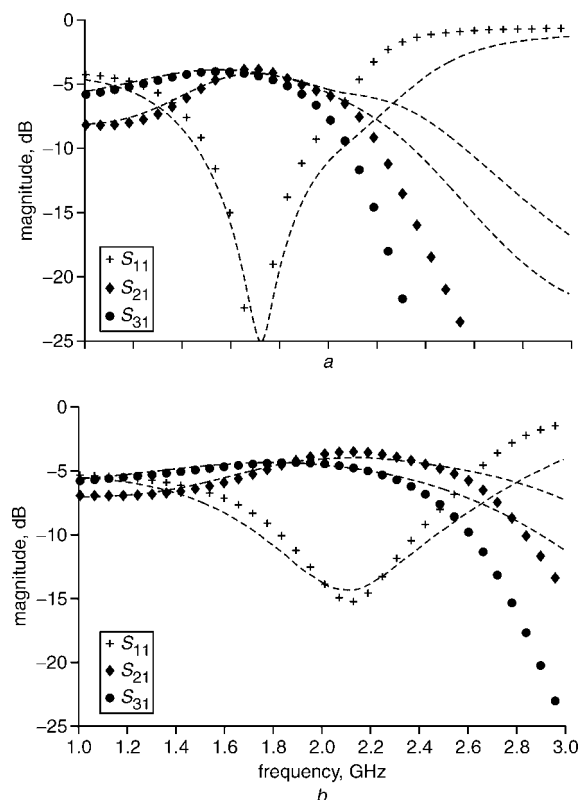 0
−5
−10
−15
−20
−25
magnitude, dB
S11
S21
S31
a
0
−5
−10
−15
−20
−25
magnitude, dB
S11
S21
S31
1.0 1.2 1.4 1.6 1.8 2.0 2.2 2.4 2.6 2.8 3.0
frequency, GHz
b